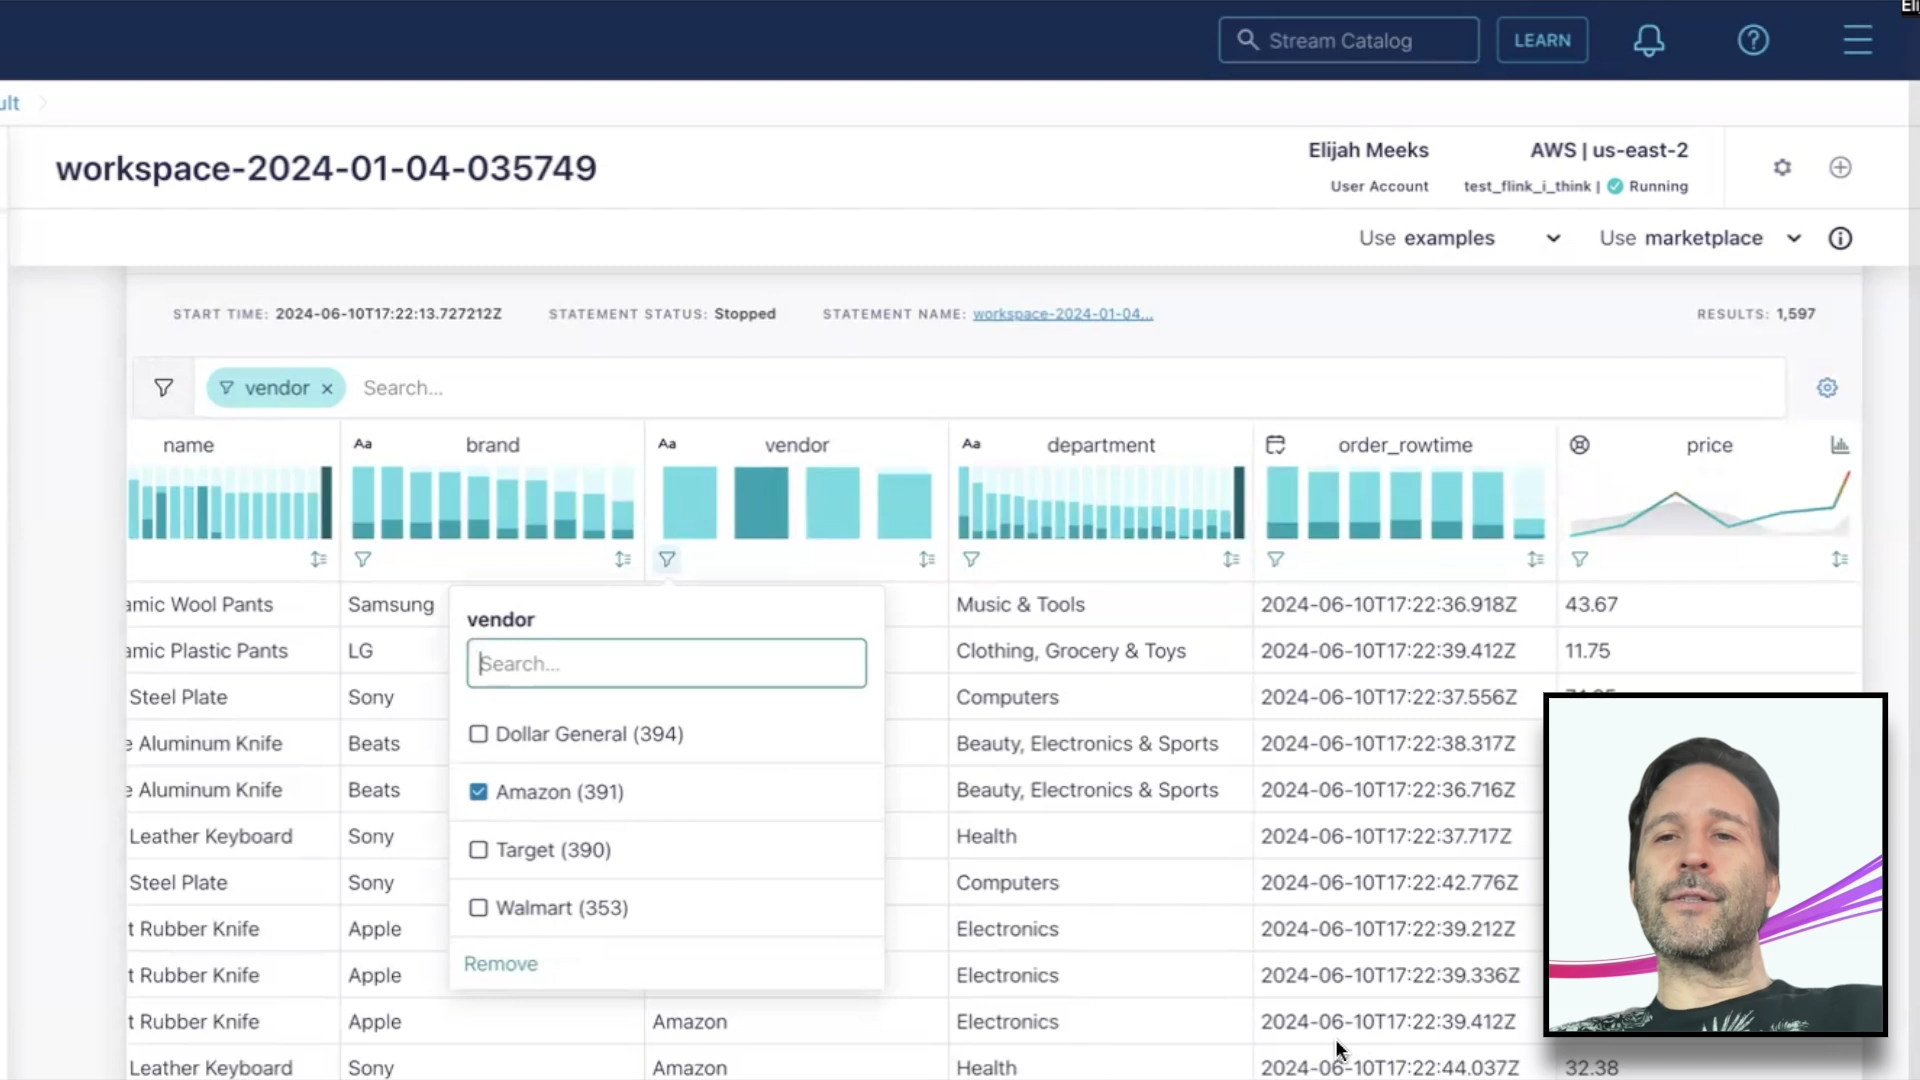 Eli
Stream Catalog
LEARN
ult
workspace-2024-01-04-035749
Elijah Meeks
User Account
AWS | us-east-2
test_flink_i_think | Running
Use examples
Use marketplace
START TIME: 2024-06-10T17:22:13.727212Z STATEMENT STATUS: Stopped STATEMENT NAME: workspace-2024-01-04... RESULTS: 1,597
vendor × Search...
name Aa brand Aa vendor Aa department order_rowtime price
amic Wool Pants Samsung Music & Tools 2024-06-10T17:22:36.918Z 43.67
amic Plastic Pants LG Clothing, Grocery & Toys 2024-06-10T17:22:39.412Z 11.75
Steel Plate Sony Computers 2024-06-10T17:22:37.556Z
e Aluminum Knife Beats Beauty, Electronics & Sports 2024-06-10T17:22:38.317Z
e Aluminum Knife Beats Beauty, Electronics & Sports 2024-06-10T17:22:36.716Z
Leather Keyboard Sony Health 2024-06-10T17:22:37.717Z
Steel Plate Sony Computers 2024-06-10T17:22:42.776Z
t Rubber Knife Apple Electronics 2024-06-10T17:22:39.212Z
t Rubber Knife Apple Electronics 2024-06-10T17:22:39.336Z
t Rubber Knife Apple Amazon Electronics 2024-06-10T17:22:39.412Z
Leather Keyboard Sony Amazon Health 2024-06-10T17:22:44.037Z 32.38
vendor
Search...
Dollar General (394)
Amazon (391)
Target (390)
Walmart (353)
Remove